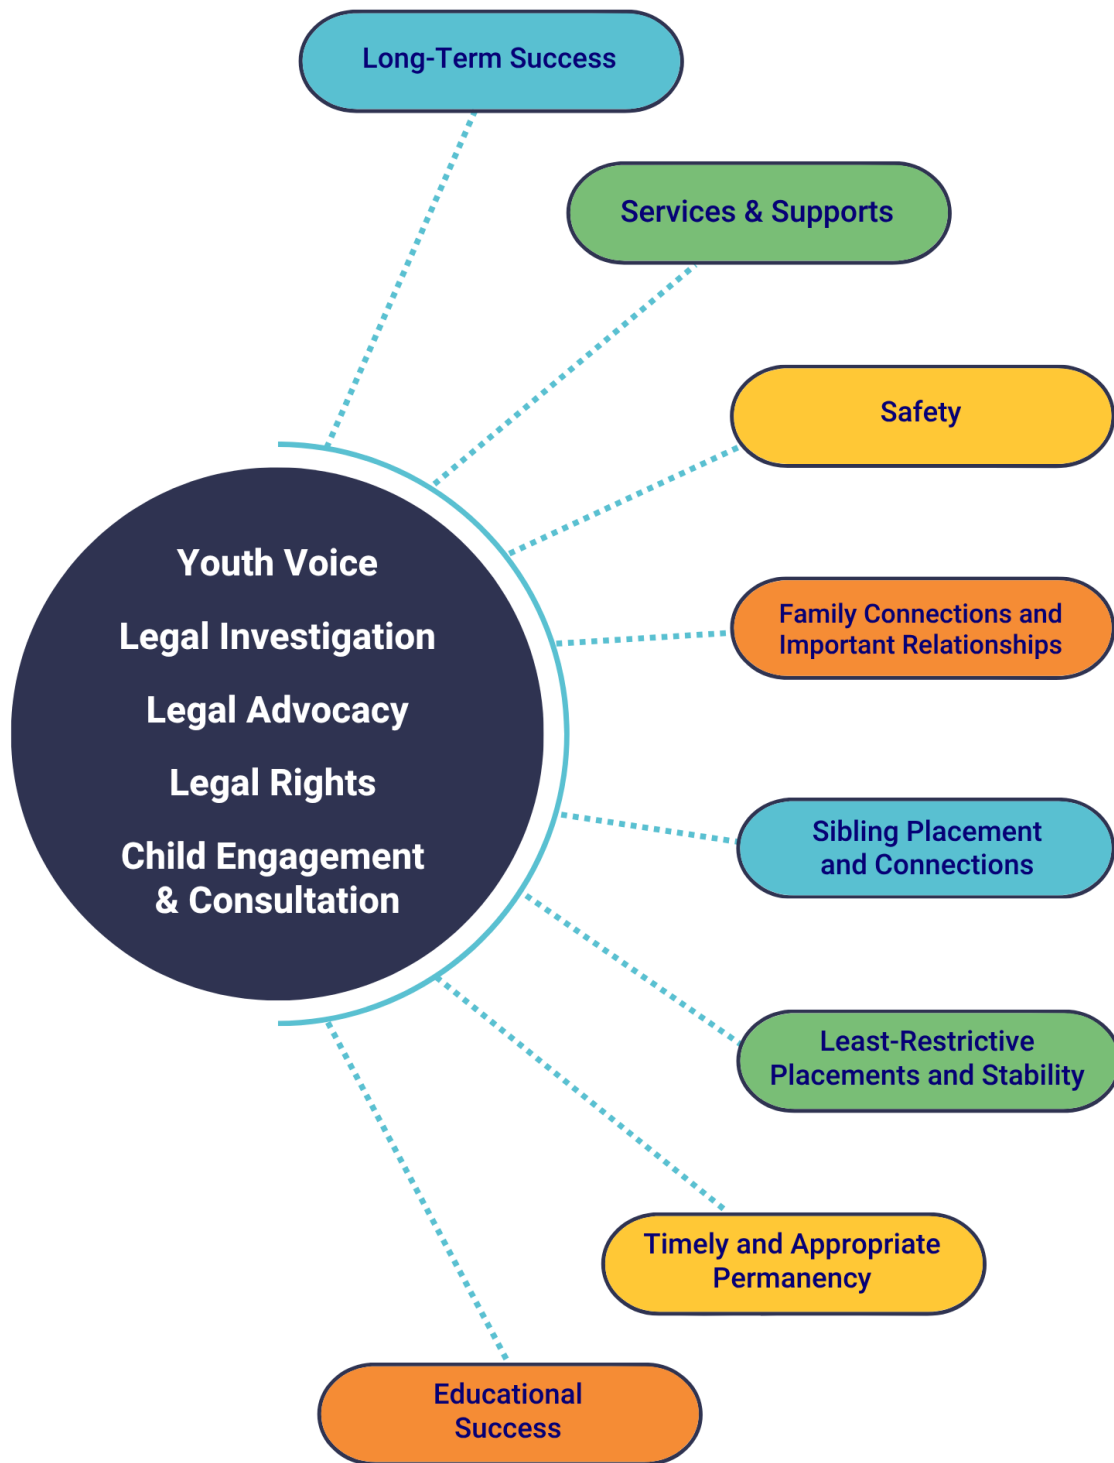 Long-Term Success
Services & Supports
Safety
Youth Voice
Legal Investigation
Legal Advocacy
Legal Rights
Child Engagement
& Consultation
Family Connections and
Important Relationships
Sibling Placement
and Connections
Least-Restrictive
Placements and Stability
Timely and Appropriate
Permanency
Educational
Success